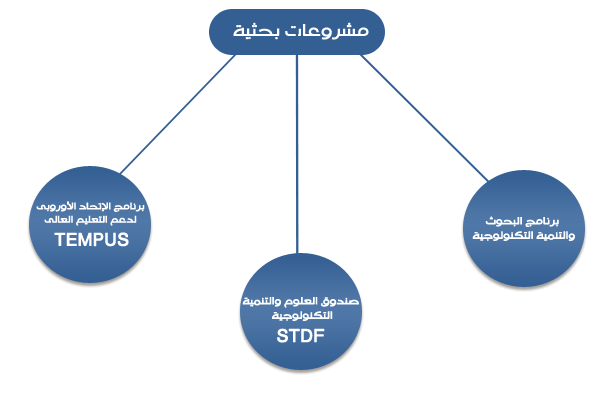 مشروعات بحثية
برنامج البحوث
والتنمية التكنولوجية
برنامج الإتحاد الأوروبى
لدعم التعليم العالى
TEMPUS
صندوق العلوم والتنمية
التكنولوجية
STDF